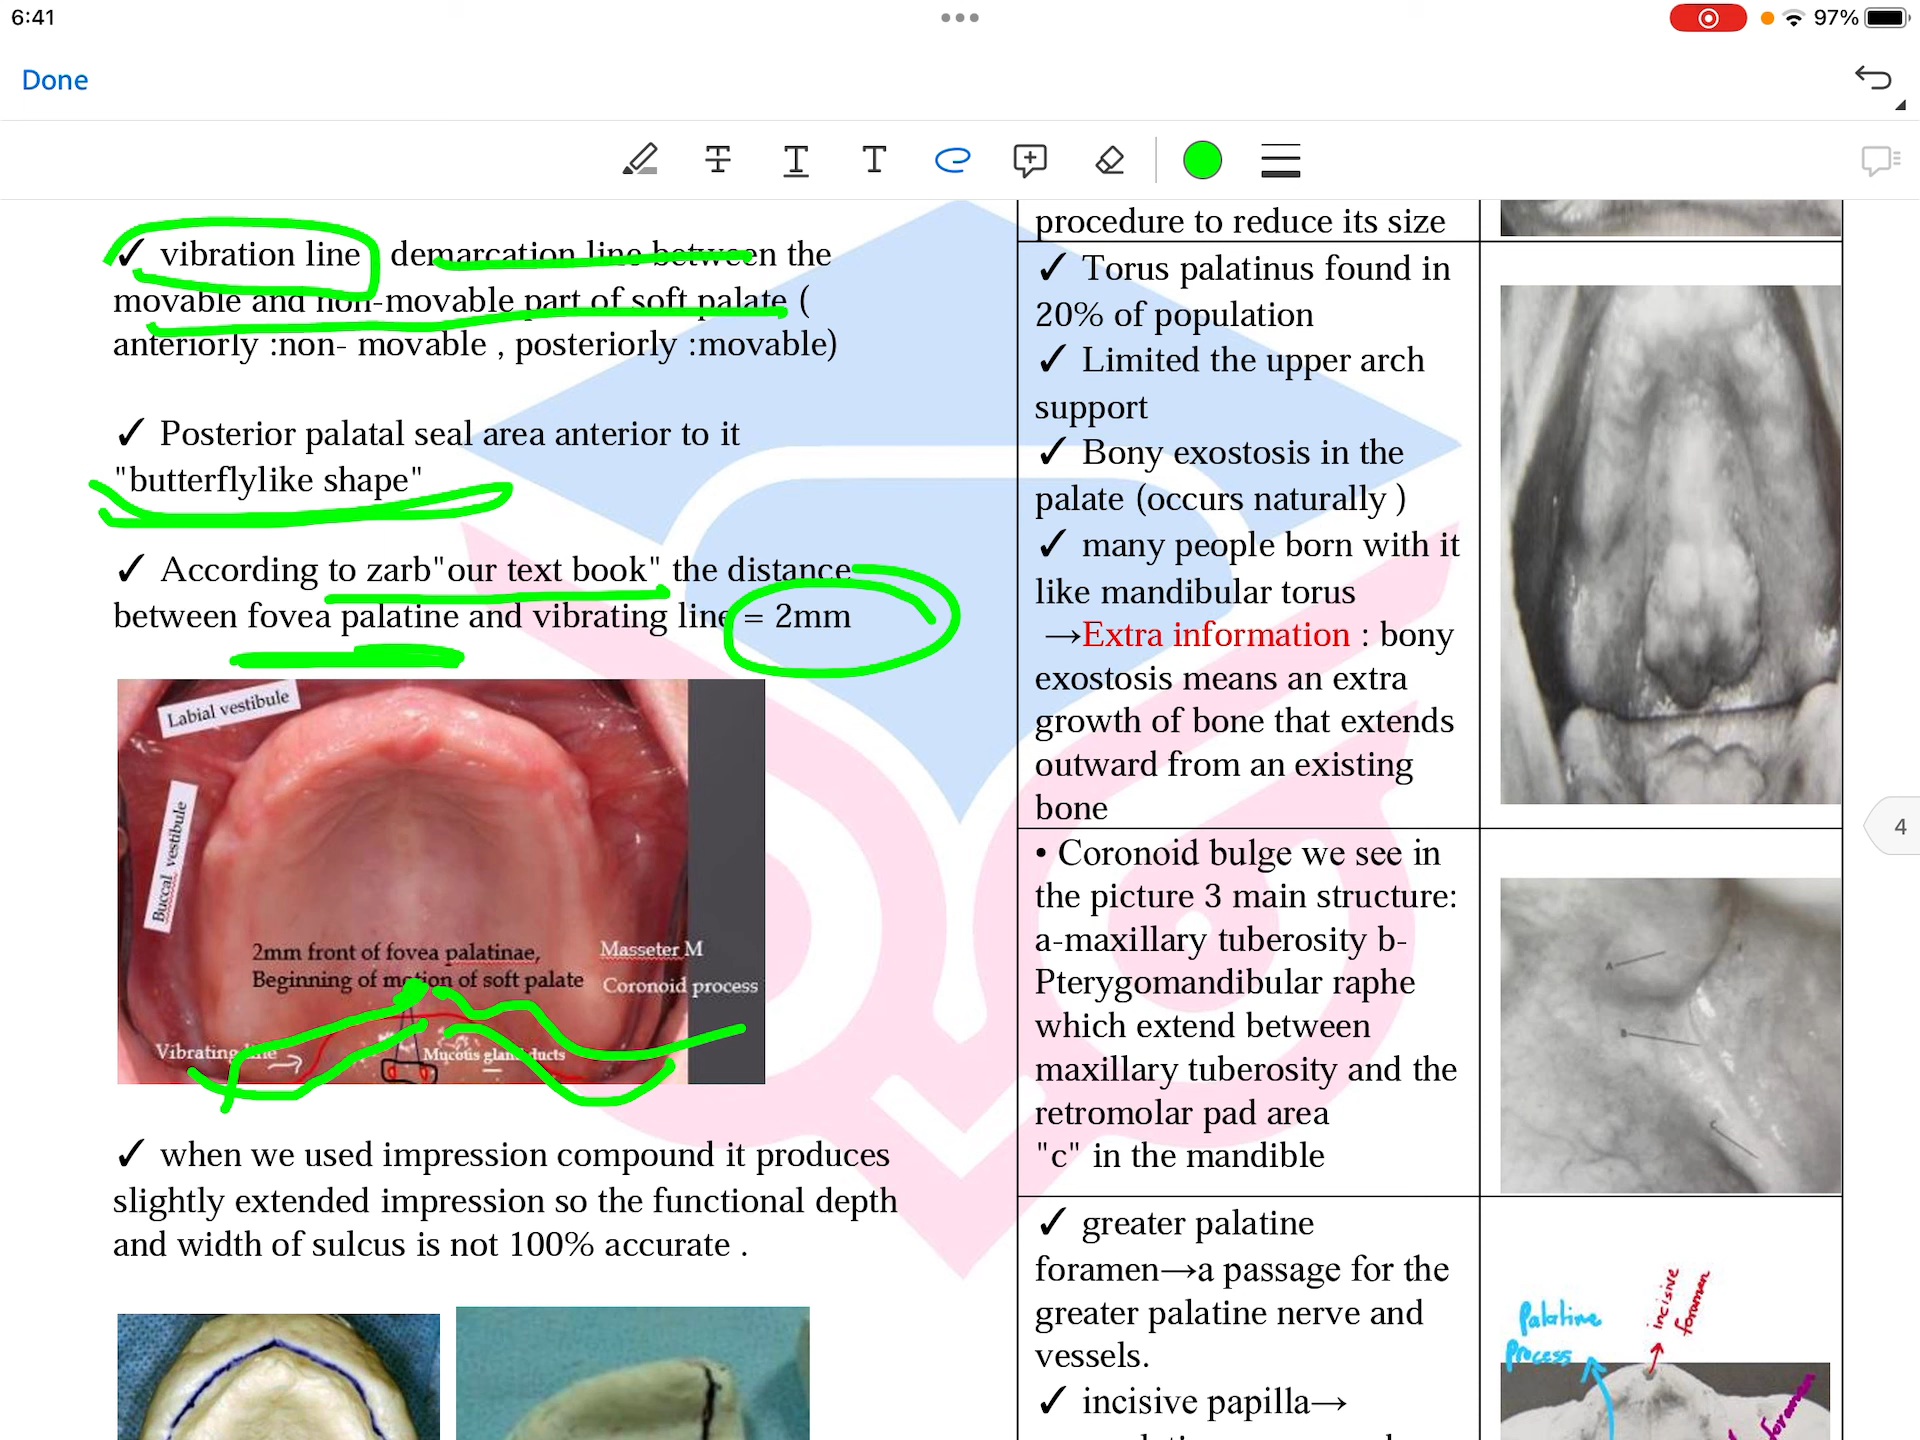 6:41
97%
Done
✓ vibration line demarcation line between the
movable and non-movable part of soft palate (
anteriorly :non- movable , posteriorly :movable)
✓ Posterior palatal seal area anterior to it
"butterflylike shape"
✓ According to zarb"our text book" the distance
between fovea palatine and vibrating line = 2mm
Labial vestibule
Buccal vestibule
2mm front of fovea palatinae,
Beginning of motion of soft palate
Masseter M
Coronoid process
Vibrating line
Mucous gland ducts
✓ when we used impression compound it produces
slightly extended impression so the functional depth
and width of sulcus is not 100% accurate .
procedure to reduce its size
✓ Torus palatinus found in
20% of population
✓ Limited the upper arch
support
✓ Bony exostosis in the
palate (occurs naturally )
✓ many people born with it
like mandibular torus
→Extra information : bony
exostosis means an extra
growth of bone that extends
outward from an existing
bone
• Coronoid bulge we see in
the picture 3 main structure:
a-maxillary tuberosity b-
Pterygomandibular raphe
which extend between
maxillary tuberosity and the
retromolar pad area
"c" in the mandible
A
B
C
✓ greater palatine
foramen→a passage for the
greater palatine nerve and
vessels.
✓ incisive papilla→
Palatine
Process
incisive
foramen
foramen
4